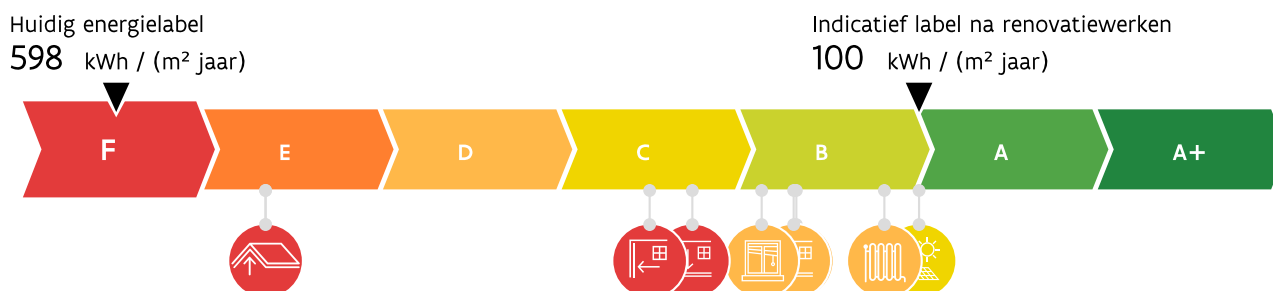 Huidig energielabel
598 kWh / (m² jaar)
Indicatief label na renovatiewerken
100 kWh / (m² jaar)
F E D C B A A+